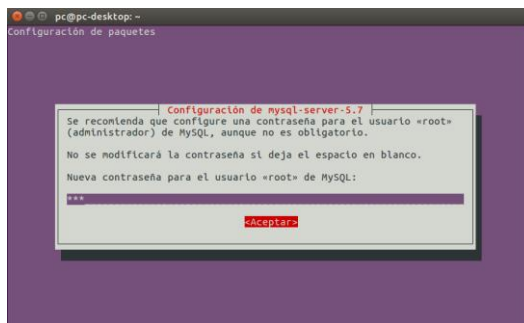 pc@pc-desktop: ~
Configuración de paquetes
Configuración de mysql-server-5.7
Se recomienda que configure una contraseña para el usuario «root»
(administrador) de MySQL, aunque no es obligatorio.
No se modificará la contraseña si deja el espacio en blanco.
Nueva contraseña para el usuario «root» de MySQL:
***
<Aceptar>